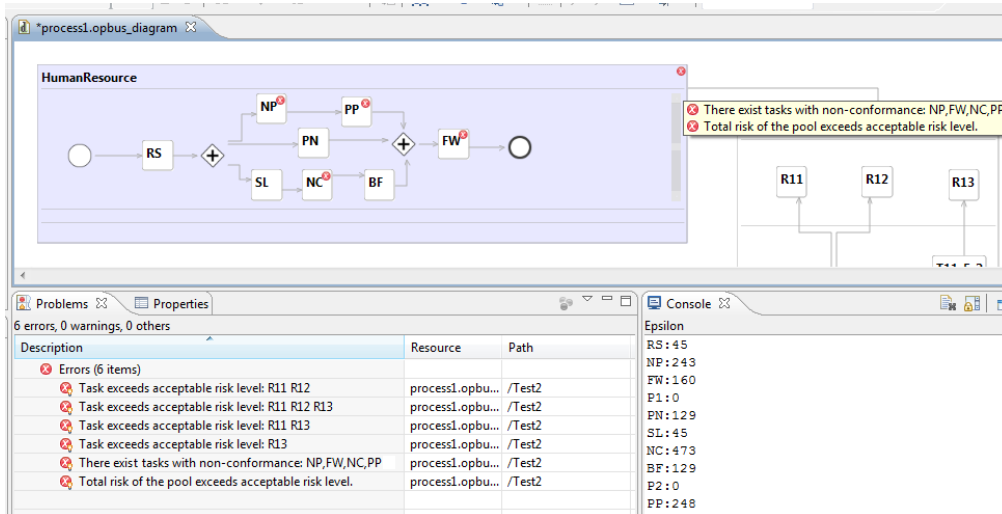 *process1.opbus_diagram
HumanResource
NP
PP
RS
PN
FW
SL
NC
BF
There exist tasks with non-conformance: NP,FW,NC,PP
Total risk of the pool exceeds acceptable risk level.
R11
R12
R13
Problems
Properties
6 errors, 0 warnings, 0 others
Description
Resource
Path
Errors (6 items)
Task exceeds acceptable risk level: R11 R12
process1.opbu...
/Test2
Task exceeds acceptable risk level: R11 R12 R13
process1.opbu...
/Test2
Task exceeds acceptable risk level: R11 R13
process1.opbu...
/Test2
Task exceeds acceptable risk level: R13
process1.opbu...
/Test2
There exist tasks with non-conformance: NP,FW,NC,PP
process1.opbu...
/Test2
Total risk of the pool exceeds acceptable risk level.
process1.opbu...
/Test2
Console
Epsilon
RS:45
NP:243
FW:160
P1:0
PN:129
SL:45
NC:473
BF:129
P2:0
PP:248